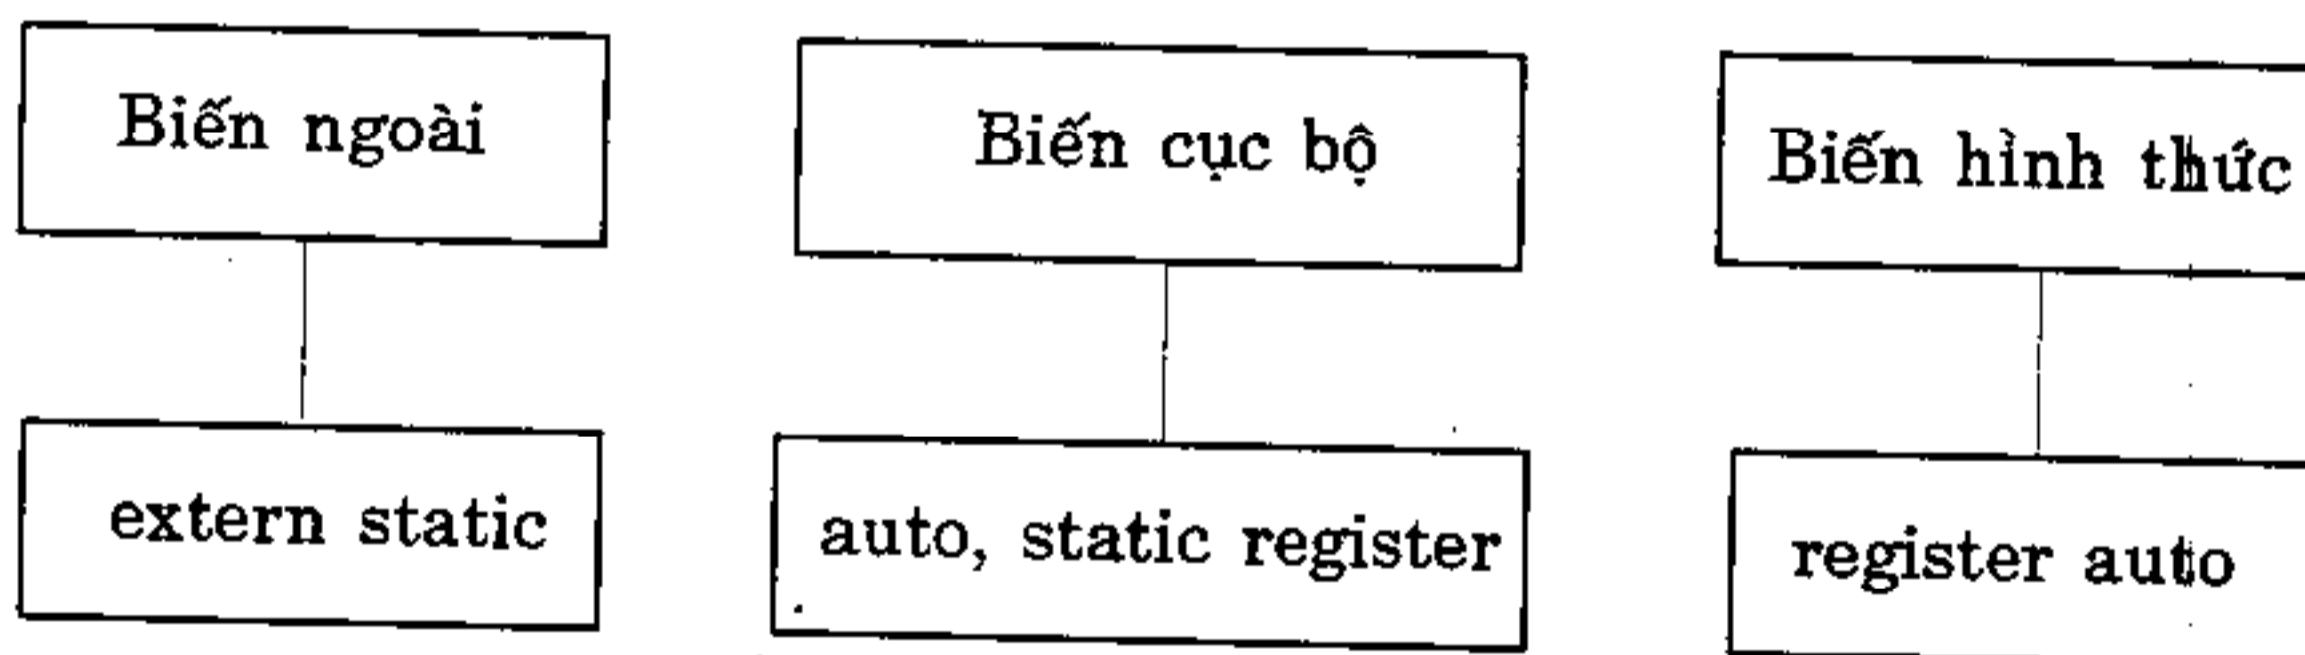 Biến ngoài
Biến cục bộ
Biến hình thức
extern static
auto, static register
register auto